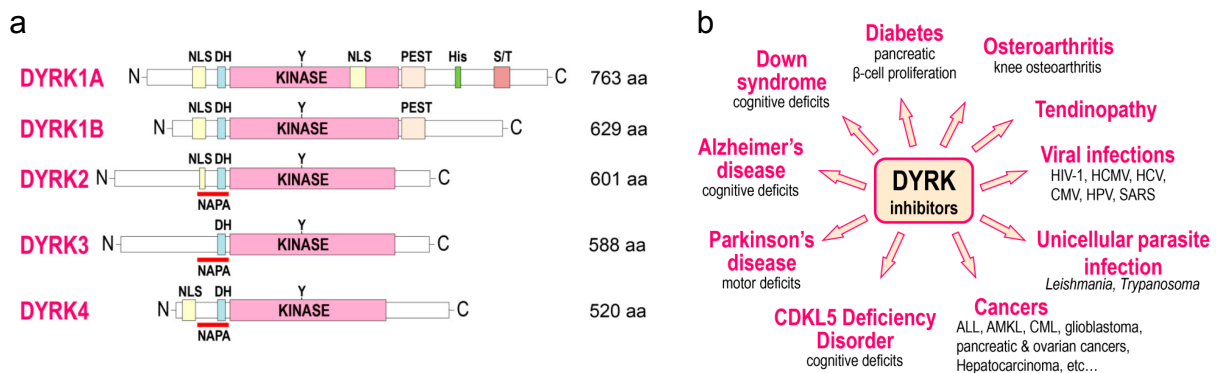 a
NLS DH Y NLS PEST His S/T
DYRK1A N KINASE C 763 aa
NLS DH Y PEST
DYRK1B N KINASE C 629 aa
NLS DH Y
DYRK2 N KINASE C 601 aa
NAPA
DH Y
DYRK3 N KINASE C 588 aa
NAPA
NLS DH Y
DYRK4 N KINASE C 520 aa
NAPA
b
DYRK
inhibitors
Down
syndrome
cognitive deficits
Diabetes
pancreatic
β-cell proliferation
Osteroarthritis
knee osteoarthritis
Tendinopathy
Viral infections
HIV-1, HCMV, HCV,
CMV, HPV, SARS
Unicellular parasite
infection
Leishmania, Trypanosoma
Cancers
ALL, AMKL, CML, glioblastoma,
pancreatic & ovarian cancers,
Hepatocarcinoma, etc…
CDKL5 Deficiency
Disorder
cognitive deficits
Parkinson's
disease
motor deficits
Alzheimer's
disease
cognitive deficits